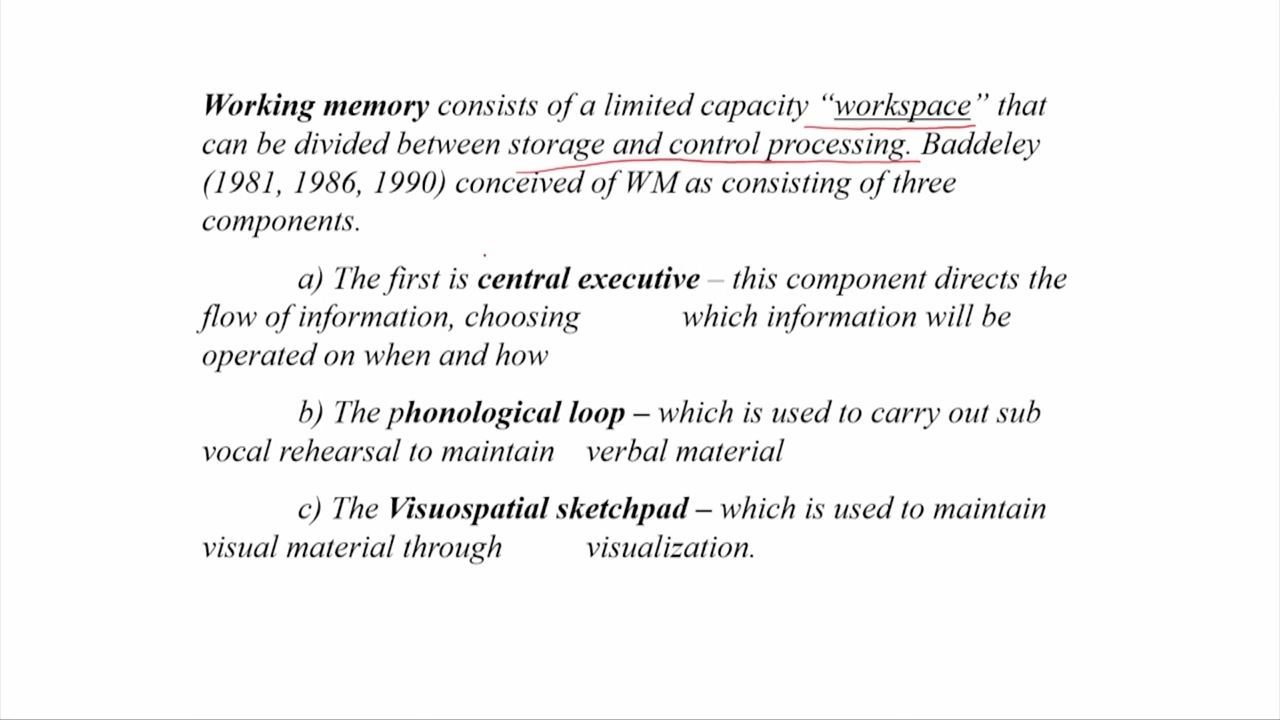 Working memory consists of a limited capacity “workspace” that
can be divided between storage and control processing. Baddeley
(1981, 1986, 1990) conceived of WM as consisting of three
components.
a) The first is central executive – this component directs the
flow of information, choosing which information will be
operated on when and how
b) The phonological loop – which is used to carry out sub
vocal rehearsal to maintain verbal material
c) The Visuospatial sketchpad – which is used to maintain
visual material through visualization.